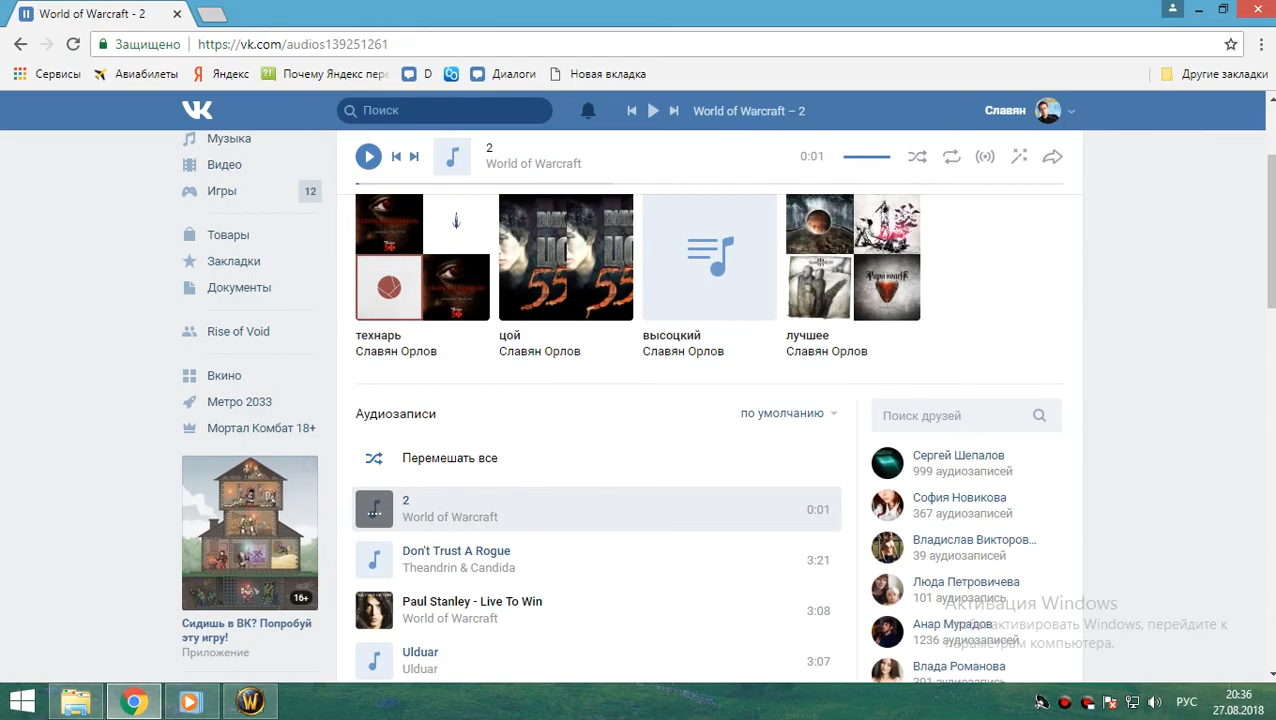 World of Warcraft - 2
Защищено
https://vk.com/audios139251261
Сервисы
Авиабилеты
Яндекс
Почему Яндекс пере
D
Диалоги
Новая вкладка
Другие закладки
Поиск
World of Warcraft – 2
Славян
Музыка
Видео
Игры
12
Товары
Закладки
Документы
Rise of Void
Вкино
Метро 2033
Мортал Комбат 18+
16+
Сидишь в ВК? Попробуй
эту игру!
Приложение
2
World of Warcraft
0:01
55
55
технарь
Славян Орлов
цой
Славян Орлов
высоцкий
Славян Орлов
лучшее
Славян Орлов
Аудиозаписи
по умолчанию
Перемешать все
2
World of Warcraft
0:01
Don't Trust A Rogue
Theandrin & Candida
3:21
Paul Stanley - Live To Win
World of Warcraft
3:08
Ulduar
Ulduar
3:07
Поиск друзей
Сергей Шепалов
999 аудиозаписей
София Новикова
367 аудиозаписей
Владислав Викторов...
39 аудиозаписей
Люда Петровичева
101 аудиозапись
Анар Мурадов
1236 аудиозаписей
Влада Романова
Активация Windows
активировать Windows, перейдите к
параметрам компьютера.
РУС
20:36
27.08.2018